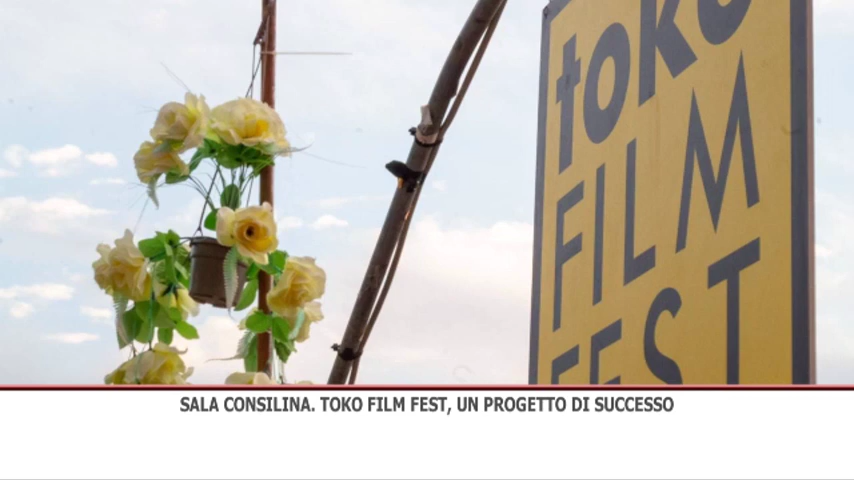 toko
FILM
FEST
SALA CONSILINA. TOKO FILM FEST, UN PROGETTO DI SUCCESSO